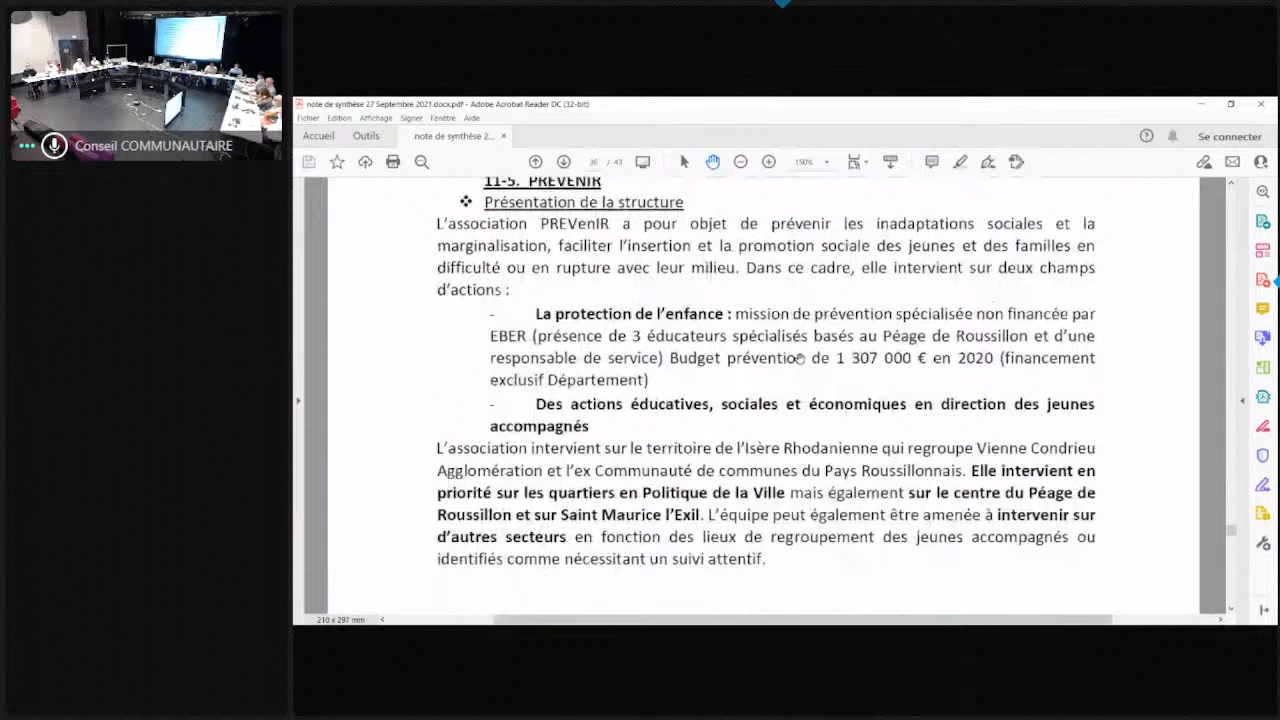 Conseil COMMUNAUTAIRE
note de synthèse 27 Septembre 2021.docx.pdf - Adobe Acrobat Reader DC (32-bit)
Fichier Edition Affichage Signer Fenêtre Aide
Accueil Outils note de synthèse 2... × Se connecter
36 / 43 150%
11-5. PREVENIR
❖ Présentation de la structure
L'association PREVenIR a pour objet de prévenir les inadaptations sociales et la
marginalisation, faciliter l'insertion et la promotion sociale des jeunes et des familles en
difficulté ou en rupture avec leur milieu. Dans ce cadre, elle intervient sur deux champs
d'actions :
- La protection de l'enfance : mission de prévention spécialisée non financée par
EBER (présence de 3 éducateurs spécialisés basés au Péage de Roussillon et d'une
responsable de service) Budget prévention de 1 307 000 € en 2020 (financement
exclusif Département)
- Des actions éducatives, sociales et économiques en direction des jeunes
accompagnés
L'association intervient sur le territoire de l'Isère Rhodanienne qui regroupe Vienne Condrieu
Agglomération et l'ex Communauté de communes du Pays Roussillonnais. Elle intervient en
priorité sur les quartiers en Politique de la Ville mais également sur le centre du Péage de
Roussillon et sur Saint Maurice l'Exil. L'équipe peut également être amenée à intervenir sur
d'autres secteurs en fonction des lieux de regroupement des jeunes accompagnés ou
identifiés comme nécessitant un suivi attentif.
210 x 297 mm